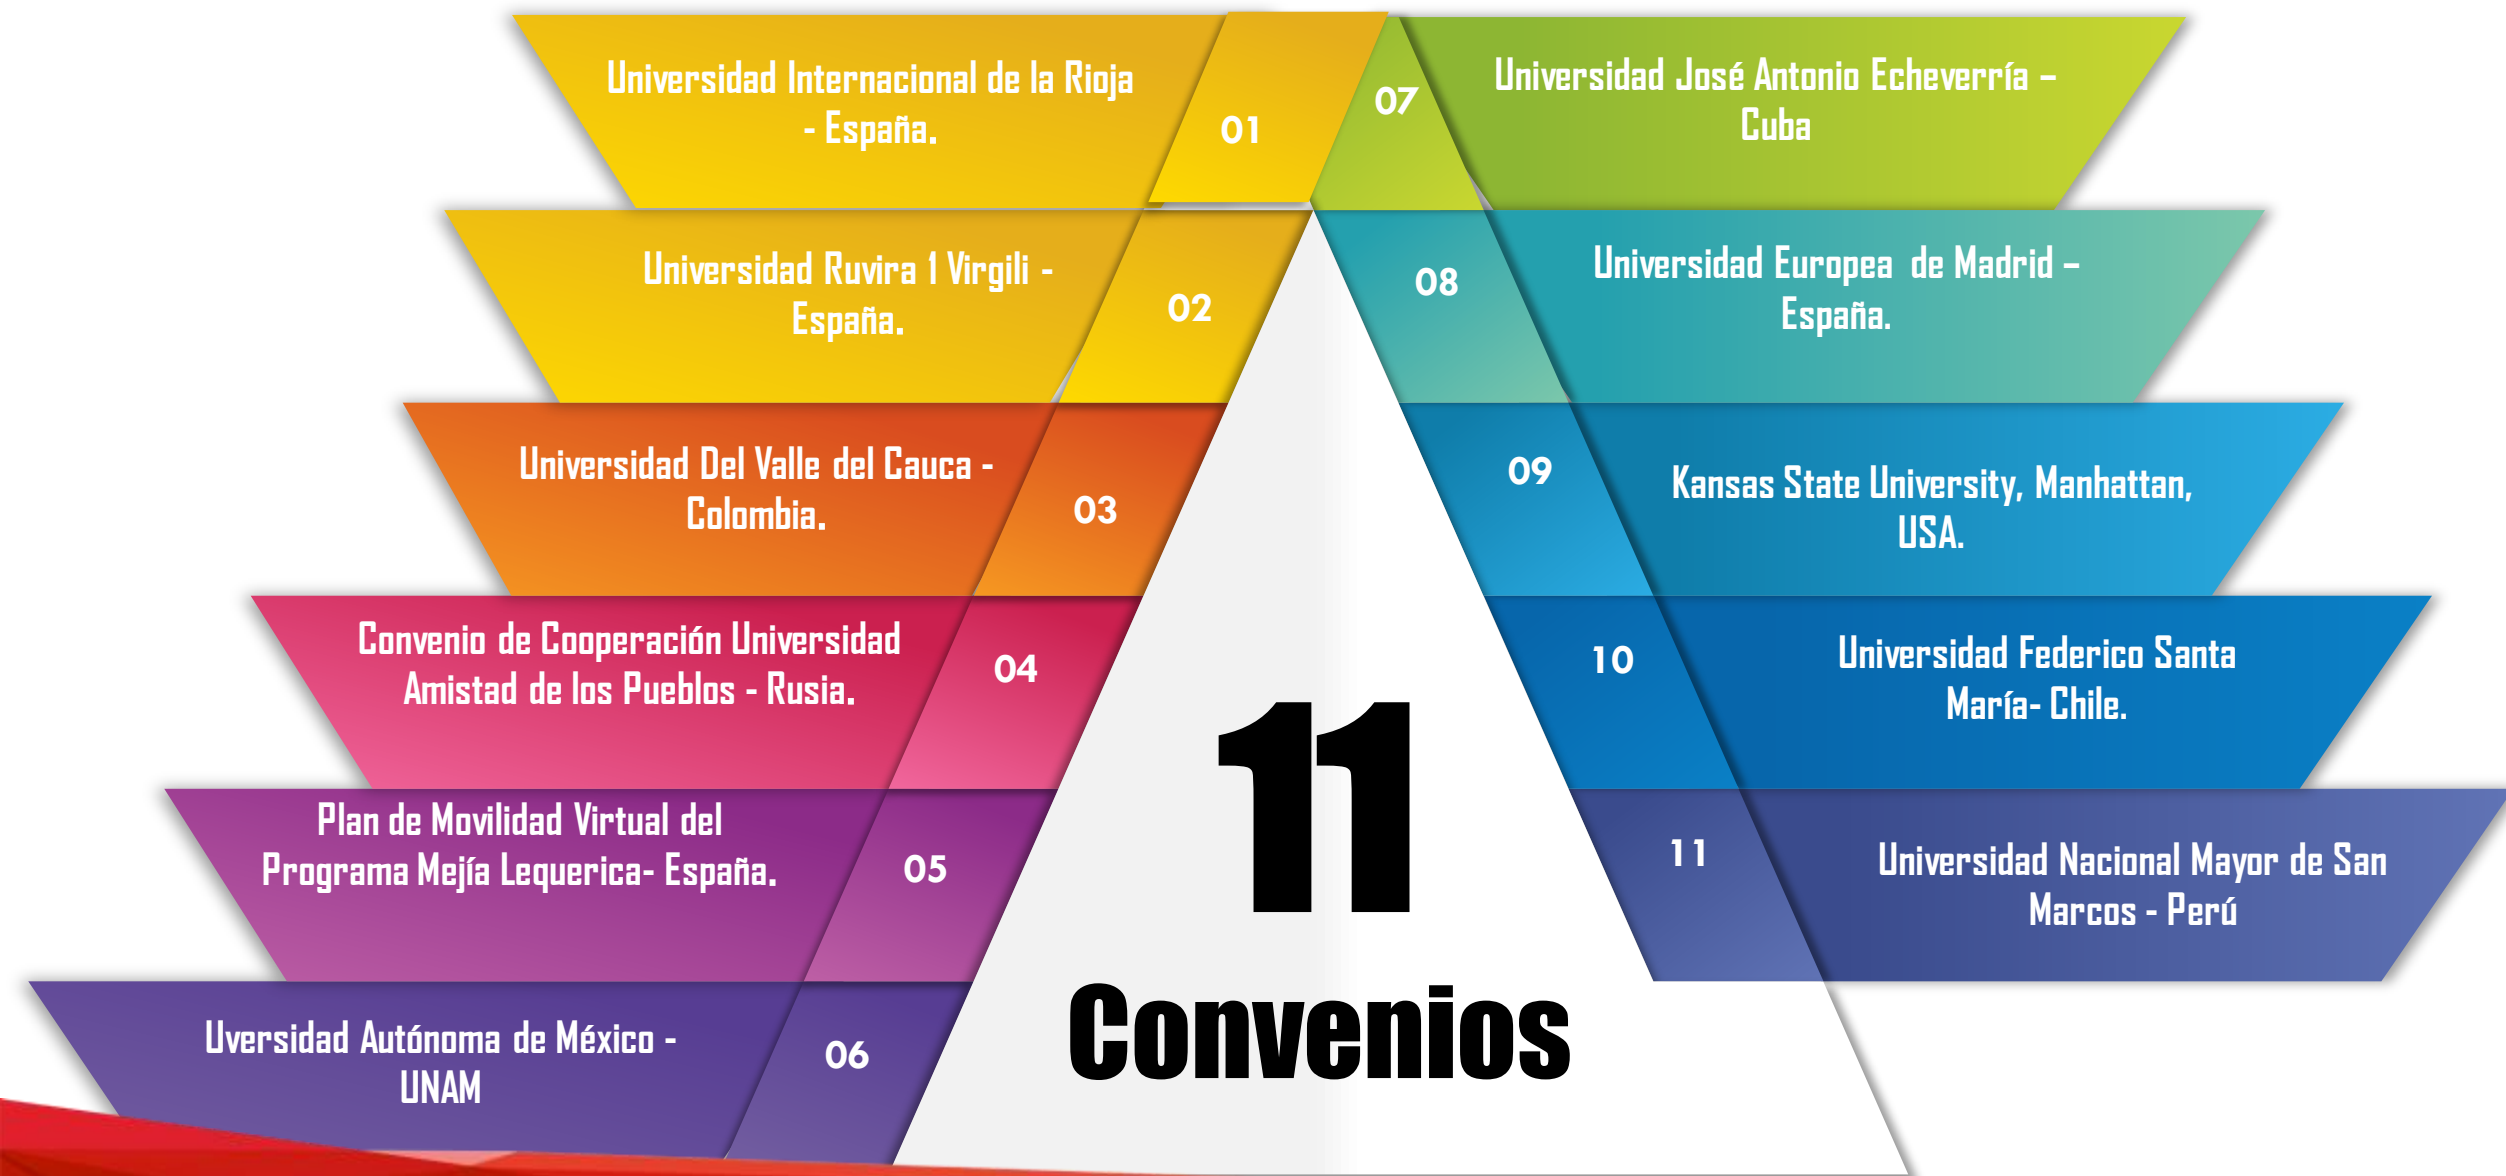 Universidad Internacional de la Rioja
- España.
01
Universidad Ruvira 1 Virgili -
España.
02
Universidad Del Valle del Cauca -
Colombia.
03
Convenio de Cooperación Universidad
Amistad de los Pueblos - Rusia.
04
Plan de Movilidad Virtual del
Programa Mejía Lequerica- España.
05
Uversidad Autónoma de México -
UNAM
06
07
Universidad José Antonio Echeverría –
Cuba
08
Universidad Europea de Madrid –
España.
09
Kansas State University, Manhattan,
USA.
10
Universidad Federico Santa
María- Chile.
11
Universidad Nacional Mayor de San
Marcos - Perú
11
Convenios